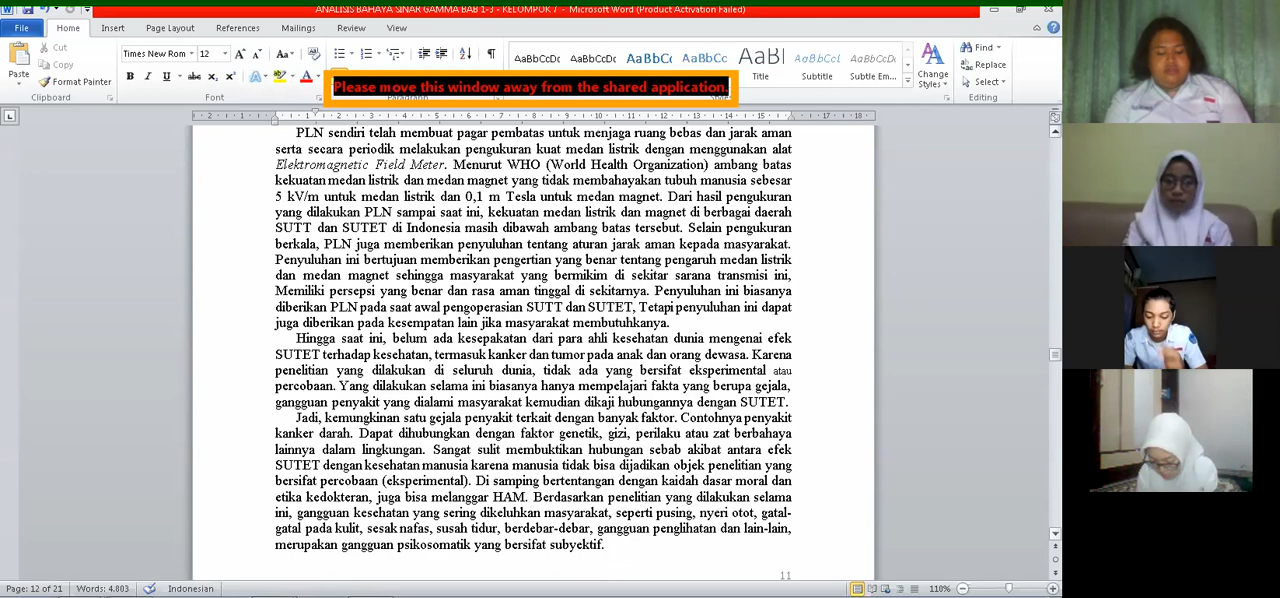 ANALISIS BAHAYA SINAR GAMMA BAB 1-3 - KELOMPOK 7 - Microsoft Word (Product Activation Failed)
File Home Insert Page Layout References Mailings Review View
Paste
Cut
Copy
Format Painter
Clipboard
Times New Rom 12
Font
Paragraph
AaBbCcDc AaBbCcDc AaBbC AaBbCc AaB AaBbCcL AaBbCcDc
Title Subtitle Subtle Em...
Change Styles
Find
Replace
Select
Editing
Please move this window away from the shared application.
PLN sendiri telah membuat pagar pembatas untuk menjaga ruang bebas dan jarak aman
serta secara periodik melakukan pengukuran kuat medan listrik dengan menggunakan alat
Elektromagnetic Field Meter. Menurut WHO (World Health Organization) ambang batas
kekuatan medan listrik dan medan magnet yang tidak membahayakan tubuh manusia sebesar
5 kV/m untuk medan listrik dan 0,1 m Tesla untuk medan magnet. Dari hasil pengukuran
yang dilakukan PLN sampai saat ini, kekuatan medan listrik dan magnet di berbagai daerah
SUTT dan SUTET di Indonesia masih dibawah ambang batas tersebut. Selain pengukuran
berkala, PLN juga memberikan penyuluhan tentang aturan jarak aman kepada masyarakat.
Penyuluhan ini bertujuan memberikan pengertian yang benar tentang pengaruh medan listrik
dan medan magnet sehingga masyarakat yang bermikim di sekitar sarana transmisi ini,
Memiliki persepsi yang benar dan rasa aman tinggal di sekitarnya. Penyuluhan ini biasanya
diberikan PLN pada saat awal pengoperasian SUTT dan SUTET, Tetapi penyuluhan ini dapat
juga diberikan pada kesempatan lain jika masyarakat membutuhkanya.
Hingga saat ini, belum ada kesepakatan dari para ahli kesehatan dunia mengenai efek
SUTET terhadap kesehatan, termasuk kanker dan tumor pada anak dan orang dewasa. Karena
penelitian yang dilakukan di seluruh dunia, tidak ada yang bersifat eksperimental atau
percobaan. Yang dilakukan selama ini biasanya hanya mempelajari fakta yang berupa gejala,
gangguan penyakit yang dialami masyarakat kemudian dikaji hubungannya dengan SUTET.
Jadi, kemungkinan satu gejala penyakit terkait dengan banyak faktor. Contohnya penyakit
kanker darah. Dapat dihubungkan dengan faktor genetik, gizi, perilaku atau zat berbahaya
lainnya dalam lingkungan. Sangat sulit membuktikan hubungan sebab akibat antara efek
SUTET dengan kesehatan manusia karena manusia tidak bisa dijadikan objek penelitian yang
bersifat percobaan (eksperimental). Di samping bertentangan dengan kaidah dasar moral dan
etika kedokteran, juga bisa melanggar HAM. Berdasarkan penelitian yang dilakukan selama
ini, gangguan kesehatan yang sering dikeluhkan masyarakat, seperti pusing, nyeri otot, gatal-
gatal pada kulit, sesak nafas, susah tidur, berdebar-debar, gangguan penglihatan dan lain-lain,
merupakan gangguan psikosomatik yang bersifat subyektif.
11
Page: 12 of 21 Words: 4.803 Indonesian 110%